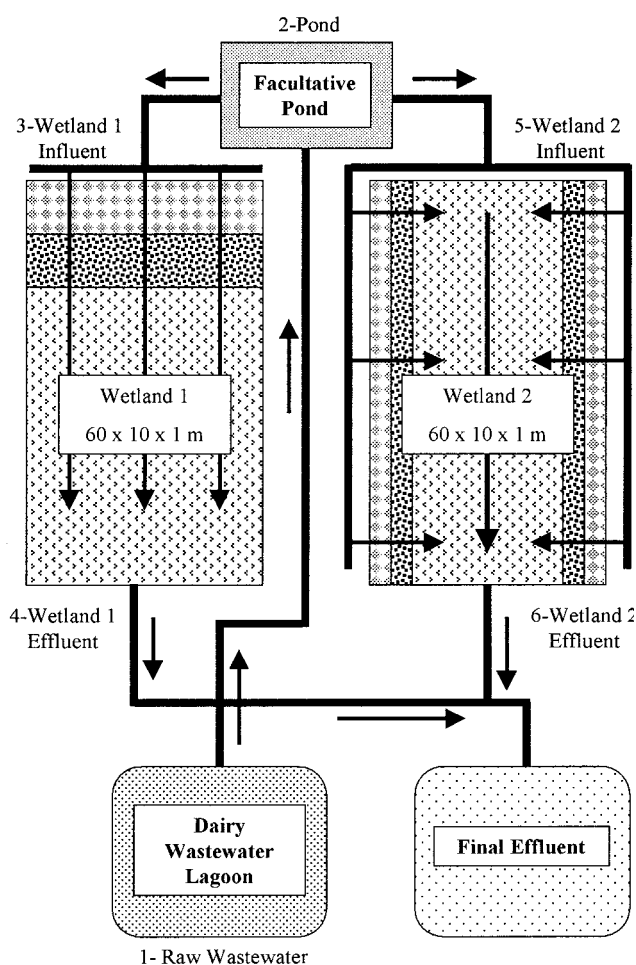 2-Pond
Facultative
Pond
3-Wetland 1
Influent
5-Wetland 2
Influent
Wetland 1
60 x 10 x 1 m
Wetland 2
60 x 10 x 1 m
4-Wetland 1
Effluent
6-Wetland 2
Effluent
Dairy
Wastewater
Lagoon
Final Effluent
1- Raw Wastewater